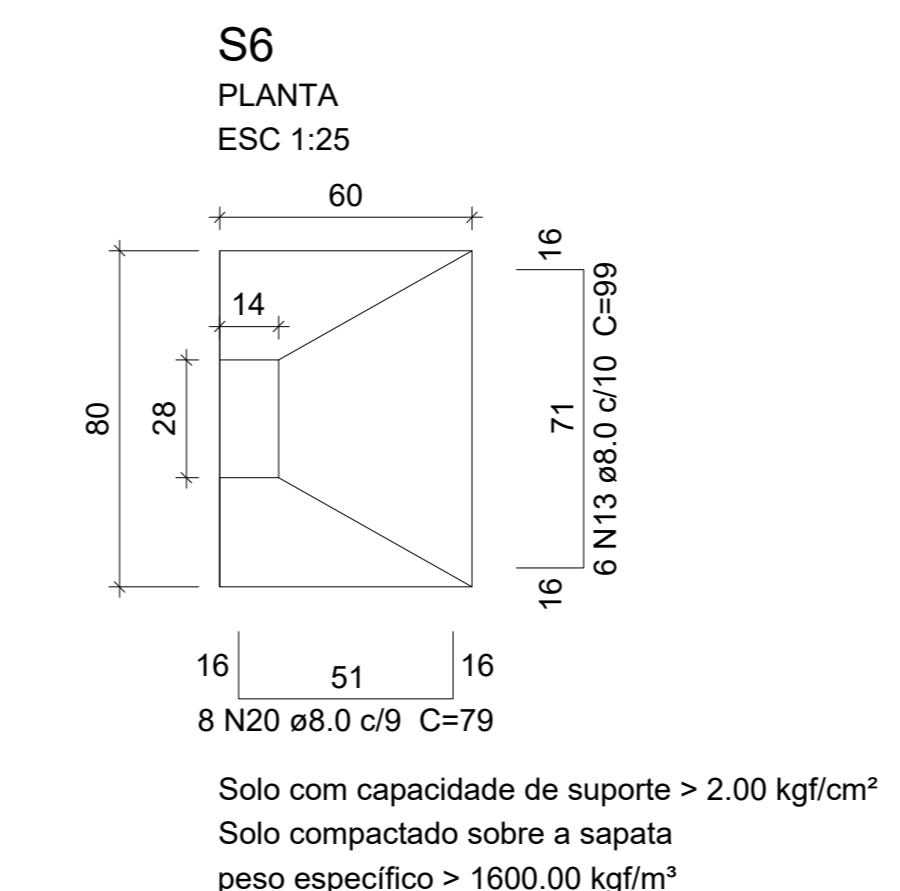 S6
PLANTA
ESC 1:25
60
16
14
80
28
71
6 N13 ø8.0 c/10 C=99
16
16
51
16
8 N20 ø8.0 c/9 C=79
Solo com capacidade de suporte > 2.00 kgf/cm²
Solo compactado sobre a sapata
peso específico > 1600.00 kgf/m³